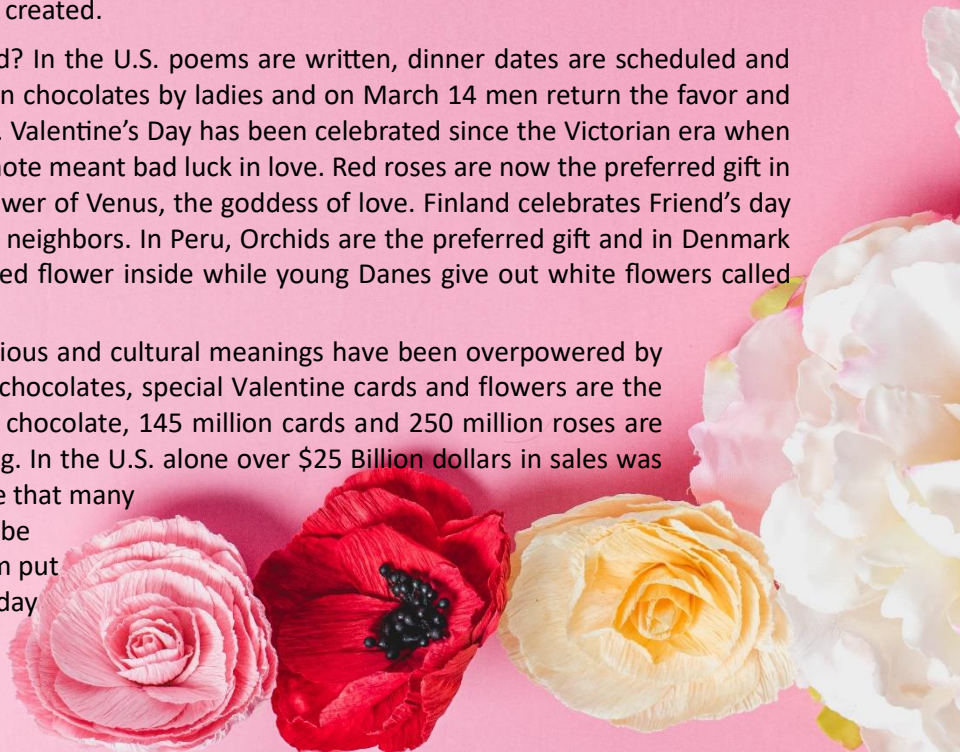 created.
d? In the U.S. poems are written, dinner dates are scheduled and
n chocolates by ladies and on March 14 men return the favor and
. Valentine’s Day has been celebrated since the Victorian era when
note meant bad luck in love. Red roses are now the preferred gift in
wer of Venus, the goddess of love. Finland celebrates Friend’s day
neighbors. In Peru, Orchids are the preferred gift and in Denmark
ed flower inside while young Danes give out white flowers called
ious and cultural meanings have been overpowered by
chocolates, special Valentine cards and flowers are the
chocolate, 145 million cards and 250 million roses are
g. In the U.S. alone over $25 Billion dollars in sales was
e that many
be
m put
day